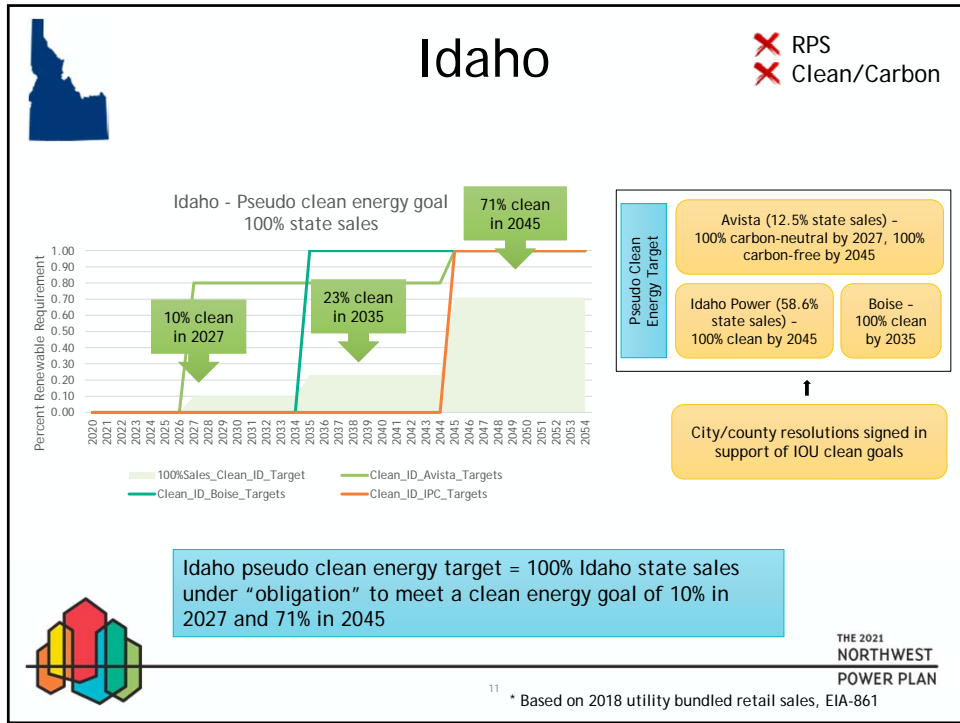 Idaho
RPS
Clean/Carbon
Idaho - Pseudo clean energy goal
100% state sales
Percent Renewable Requirement
1.00
0.90
0.80
0.70
0.60
0.50
0.40
0.30
0.20
0.10
0.00
10% clean
in 2027
23% clean
in 2035
71% clean
in 2045
2020
2021
2022
2023
2024
2025
2026
2027
2028
2029
2030
2031
2032
2033
2034
2035
2036
2037
2038
2039
2040
2041
2042
2043
2044
2045
2046
2047
2048
2049
2050
2051
2052
2053
2054
100%Sales_Clean_ID_Target
Clean_ID_Avista_Targets
Clean_ID_Boise_Targets
Clean_ID_IPC_Targets
Pseudo Clean
Energy Target
Avista (12.5% state sales) –
100% carbon-neutral by 2027, 100%
carbon-free by 2045
Idaho Power (58.6%
state sales) –
100% clean by 2045
Boise –
100% clean
by 2035
City/county resolutions signed in
support of IOU clean goals
Idaho pseudo clean energy target = 100% Idaho state sales
under “obligation” to meet a clean energy goal of 10% in
2027 and 71% in 2045
THE 2021
NORTHWEST
POWER PLAN
11
* Based on 2018 utility bundled retail sales, EIA-861